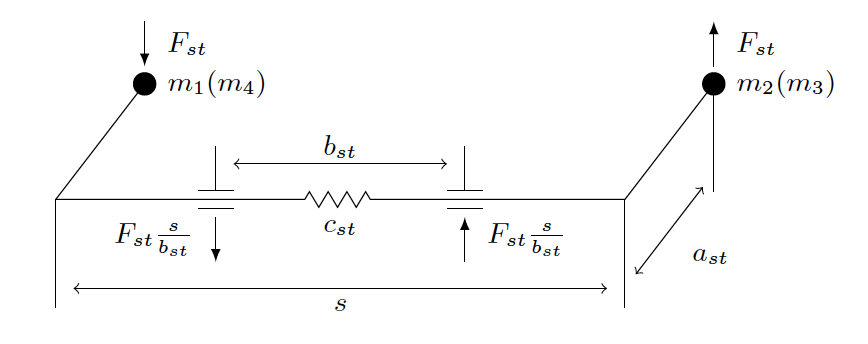 F_{st} F_{st}
m_1(m_4) m_2(m_3)
b_{st}
c_{st}
F_{st} \frac{s}{b_{st}} F_{st} \frac{s}{b_{st}}
a_{st}
s